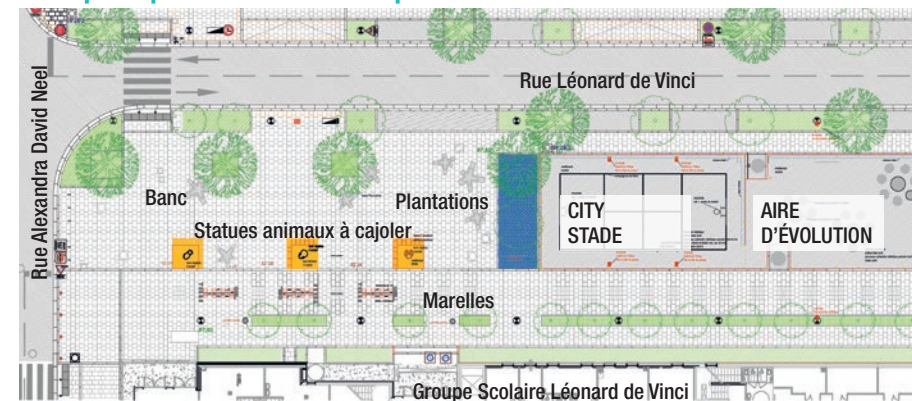 Rue Léonard de Vinci
Rue Alexandra David Neel
Banc
Plantations
Statues animaux à cajoler
CITY
STADE
AIRE
D'ÉVOLUTION
Marelles
Groupe Scolaire Léonard de Vinci